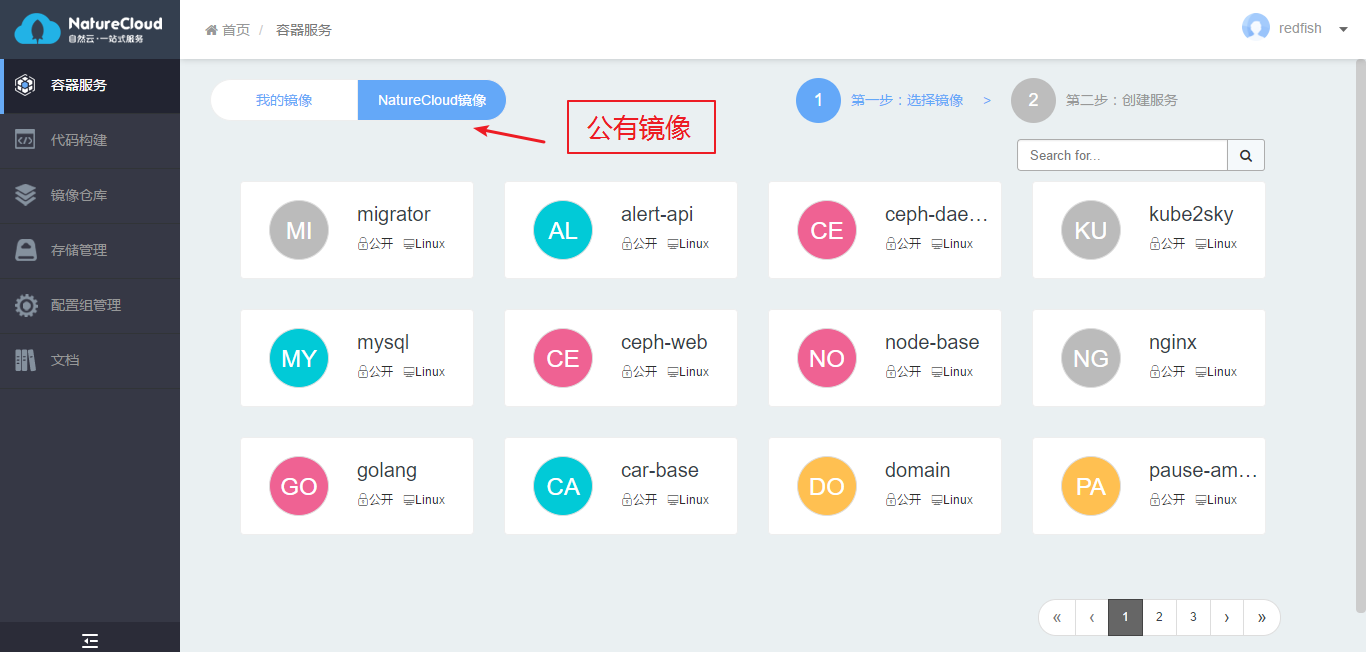 NatureCloud
自然云·一站式服务
首页 / 容器服务
redfish
容器服务
代码构建
镜像仓库
存储管理
配置组管理
文档
我的镜像
NatureCloud镜像
公有镜像
1 第一步：选择镜像 >
2 第二步：创建服务
Search for...
MI
migrator
公开 Linux
AL
alert-api
公开 Linux
CE
ceph-dae…
公开 Linux
KU
kube2sky
公开 Linux
MY
mysql
公开 Linux
CE
ceph-web
公开 Linux
NO
node-base
公开 Linux
NG
nginx
公开 Linux
GO
golang
公开 Linux
CA
car-base
公开 Linux
DO
domain
公开 Linux
PA
pause-am…
公开 Linux
« ‹ 1 2 3 › »